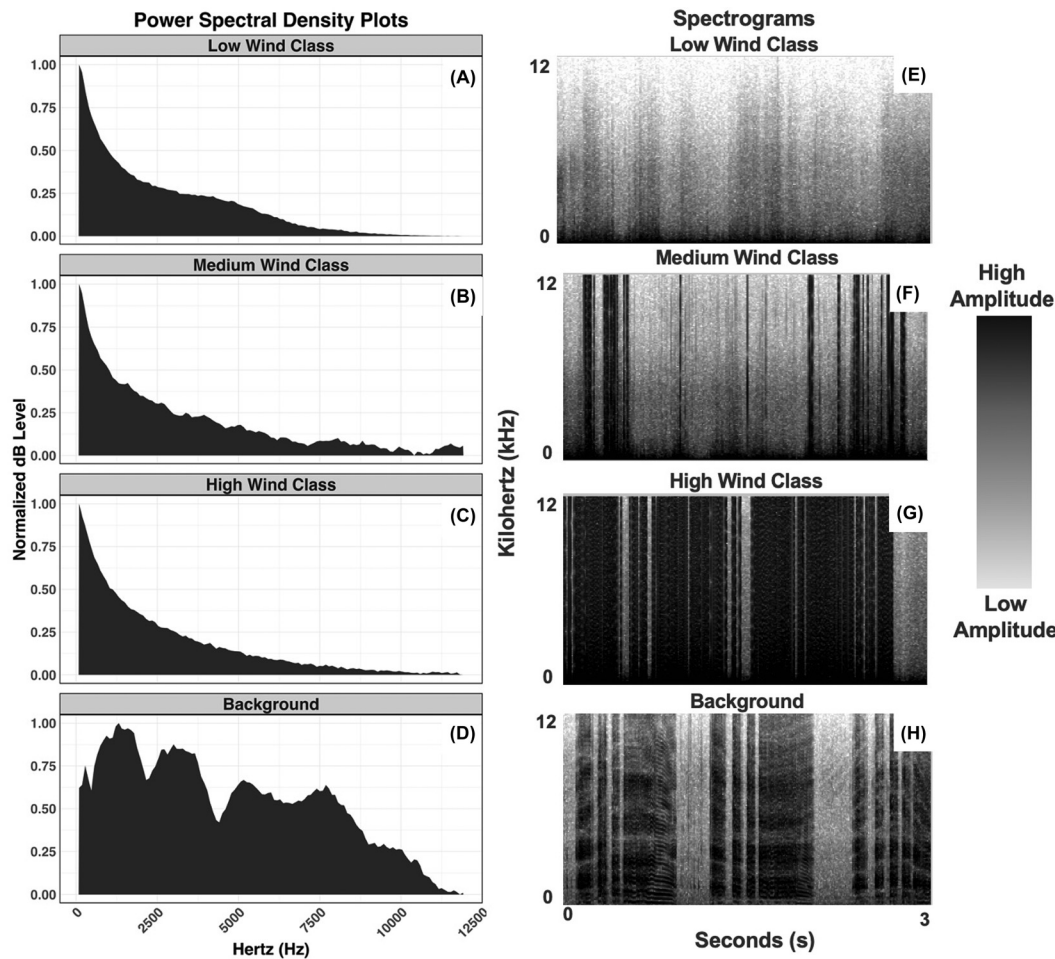 Power Spectral Density Plots
Low Wind Class
(A)
1.00
0.75
0.50
0.25
0.00
Medium Wind Class
(B)
1.00
0.75
0.50
0.25
0.00
High Wind Class
(C)
1.00
0.75
0.50
0.25
0.00
Background
(D)
1.00
0.75
0.50
0.25
0.00
Normalized dB Level
0
2500
5000
7500
10000
12500
Hertz (Hz)
Spectrograms
Low Wind Class
12
(E)
0
Medium Wind Class
12
(F)
0
High Wind Class
12
(G)
0
Background
12
(H)
0
Kilohertz (kHz)
0
3
Seconds (s)
High
Amplitude
Low
Amplitude